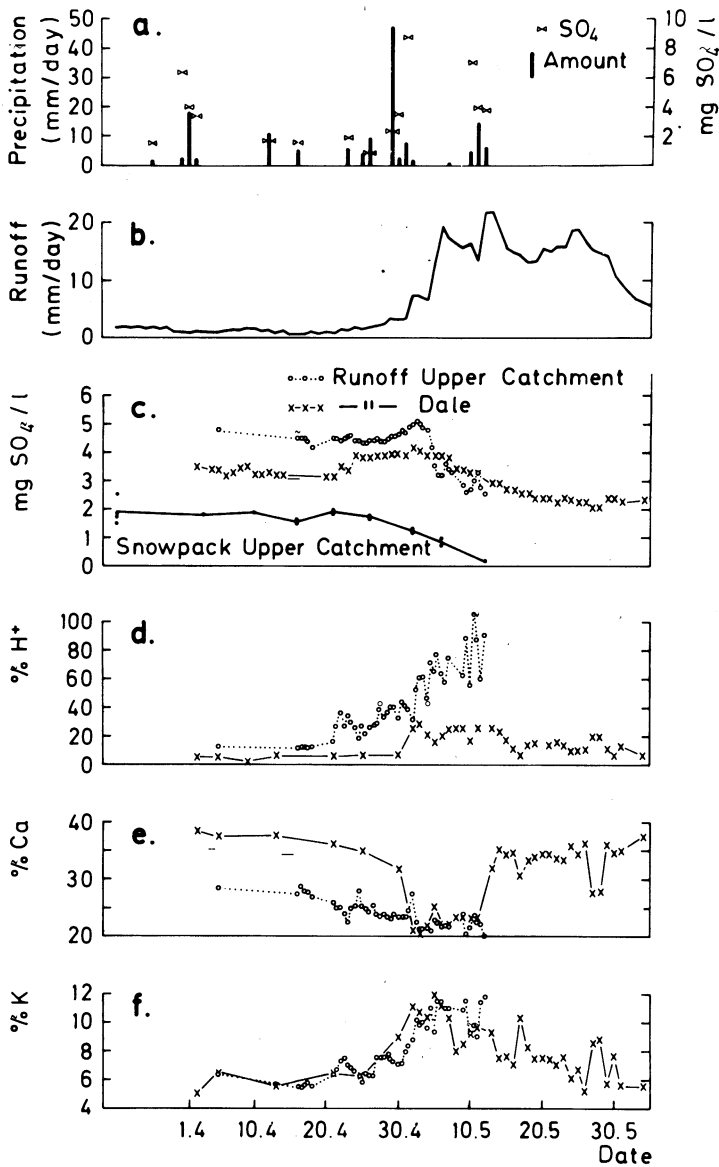 a.
Precipitation
(mm/day)
50
40
30
20
10
0
SO4
Amount
10
8
6
4
2
mg SO4/l
b.
Runoff
(mm/day)
20
10
0
c.
mg SO4/l
6
5
4
3
2
1
0
Runoff Upper Catchment
x-x-x — " — Dale
Snowpack Upper Catchment
d.
% H+
100
80
60
40
20
0
e.
% Ca
40
30
20
f.
% K
12
10
8
6
4
1.4 10.4 20.4 30.4 10.5 20.5 30.5
Date